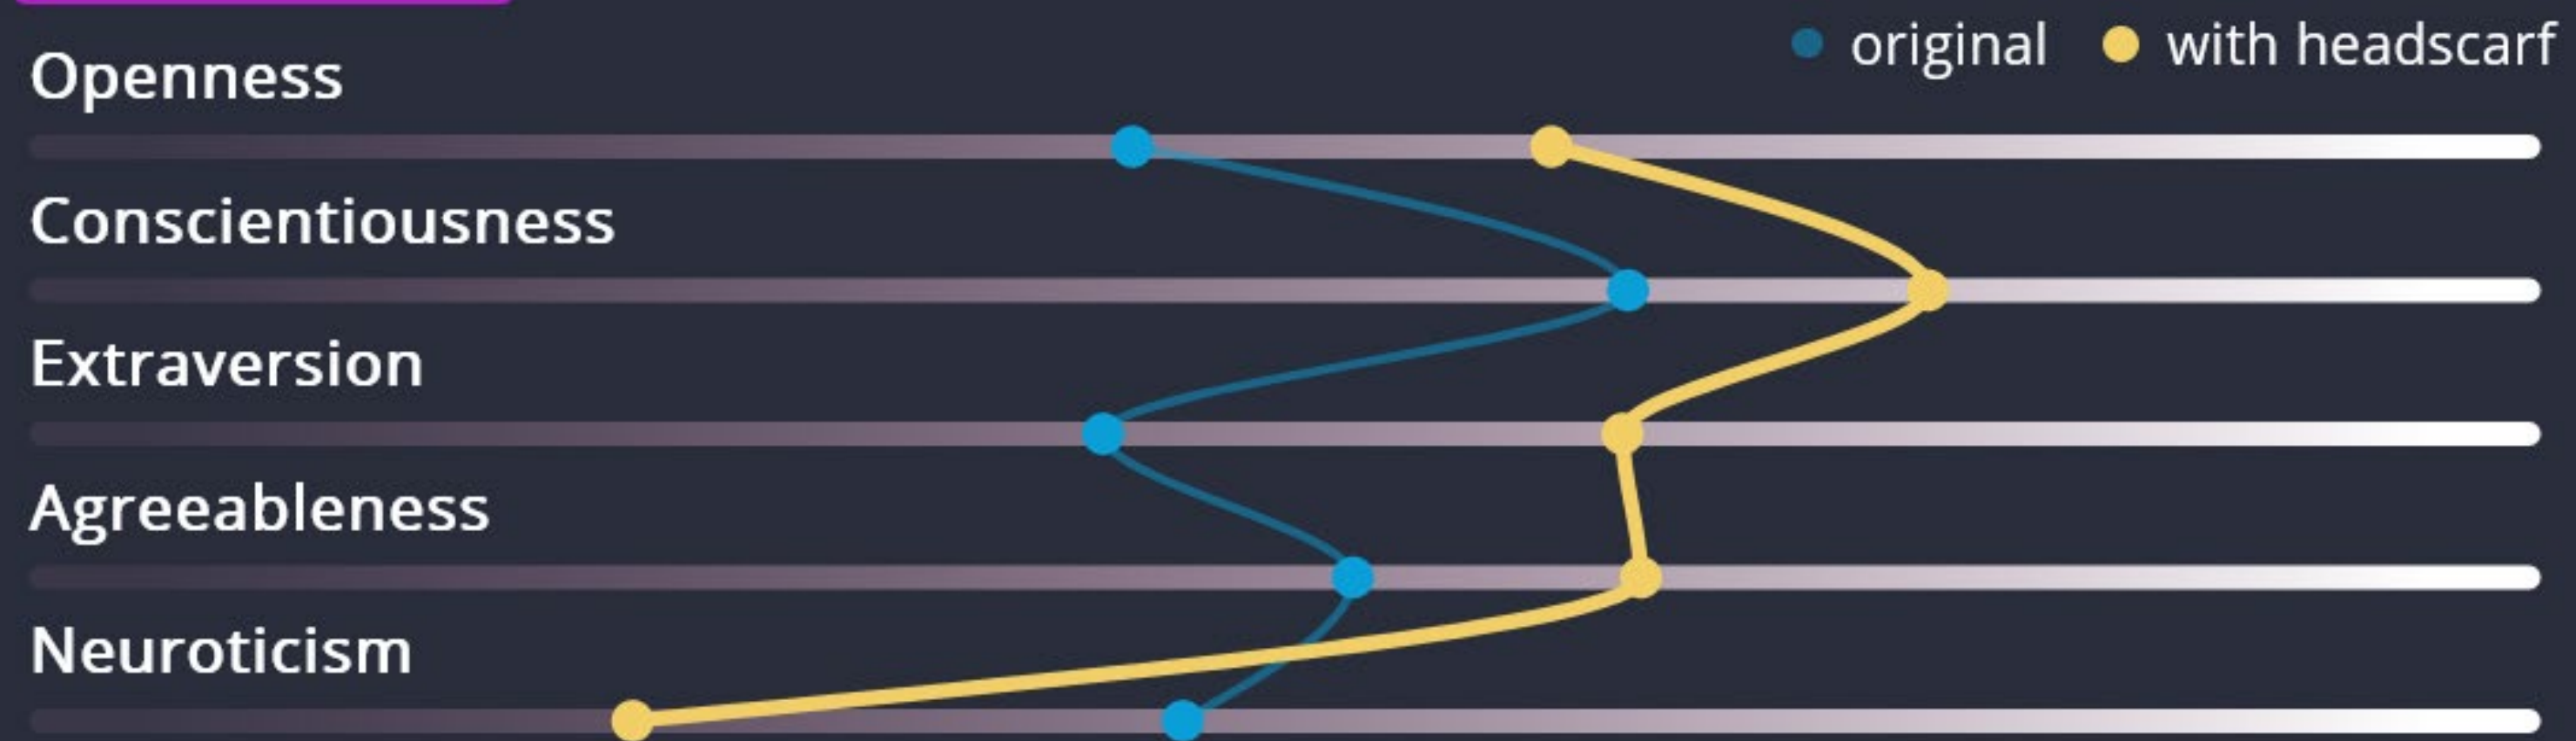 original with headscarf
Openness
Conscientiousness
Extraversion
Agreeableness
Neuroticism